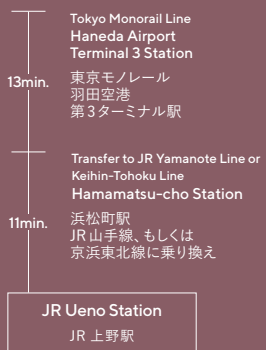 Tokyo Monorail Line
Haneda Airport
Terminal 3 Station
東京モノレール
羽田空港
第3ターミナル駅
13min.
Transfer to JR Yamanote Line or
Keihin-Tohoku Line
Hamamatsu-cho Station
浜松町駅
JR山手線、もしくは
京浜東北線に乗り換え
11min.
JR Ueno Station
JR 上野駅